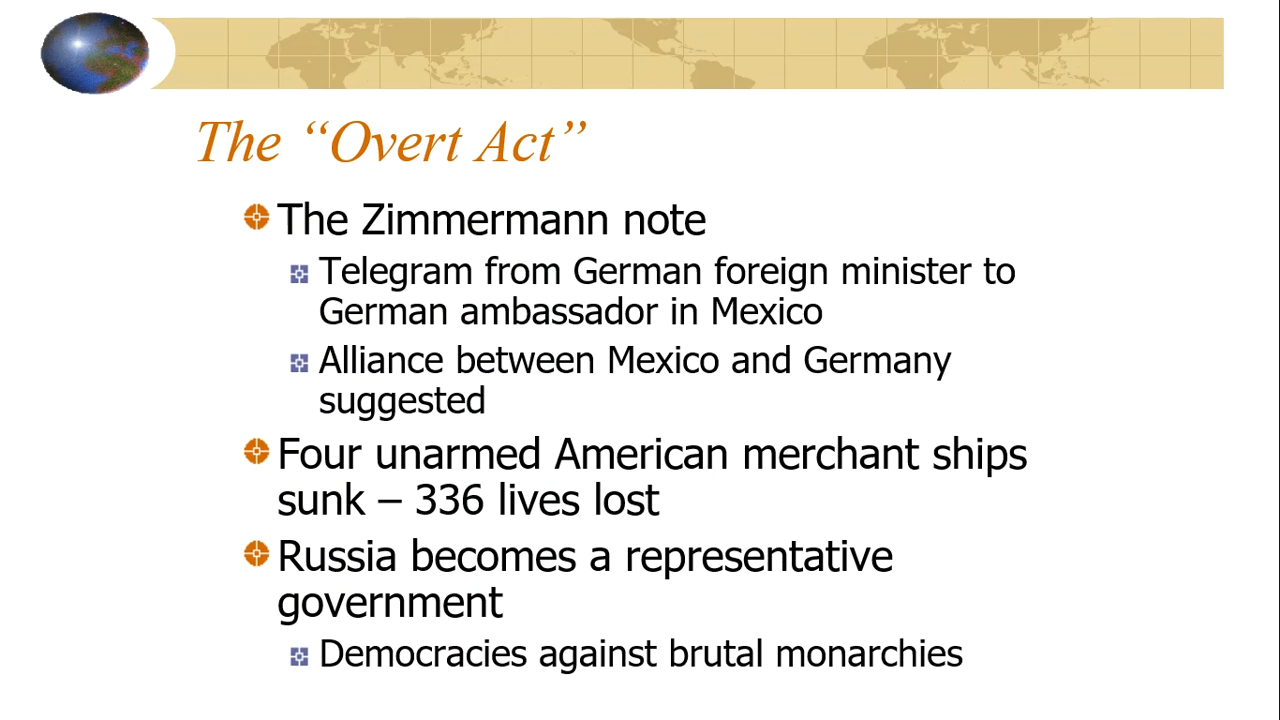 The “Overt Act”
The Zimmermann note
Telegram from German foreign minister to
German ambassador in Mexico
Alliance between Mexico and Germany
suggested
Four unarmed American merchant ships
sunk – 336 lives lost
Russia becomes a representative
government
Democracies against brutal monarchies